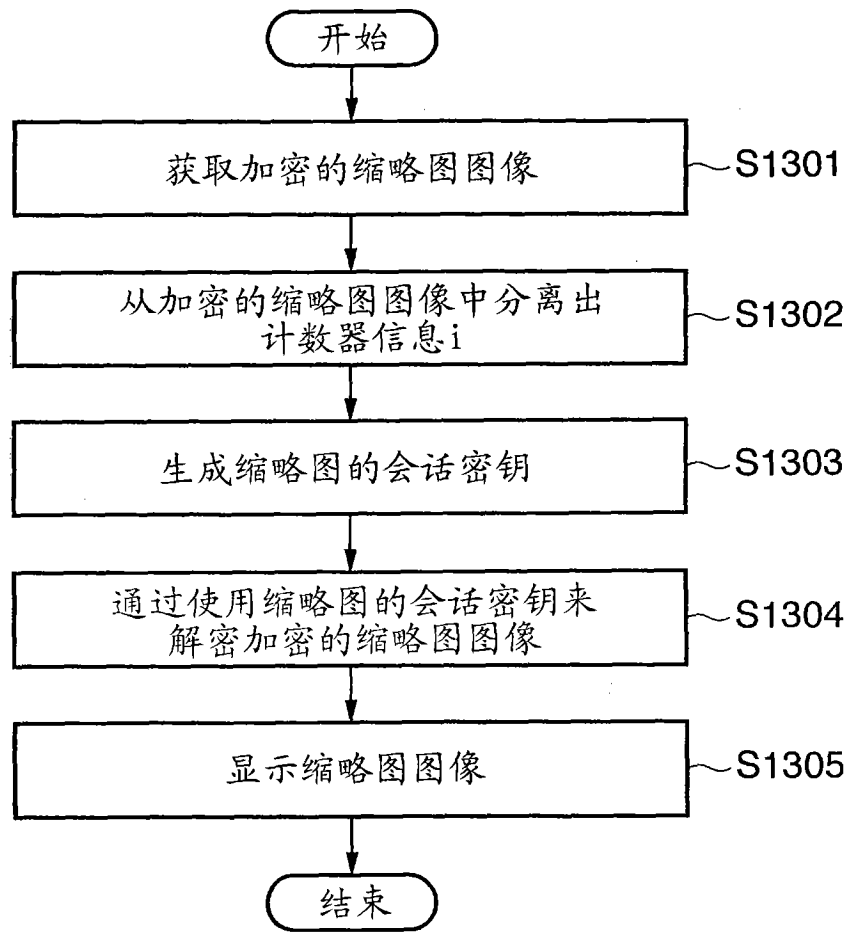 开始
获取加密的缩略图图像
S1301
从加密的缩略图图像中分离出
计数器信息i
S1302
生成缩略图的会话密钥
S1303
通过使用缩略图的会话密钥来
解密加密的缩略图图像
S1304
显示缩略图图像
S1305
结束